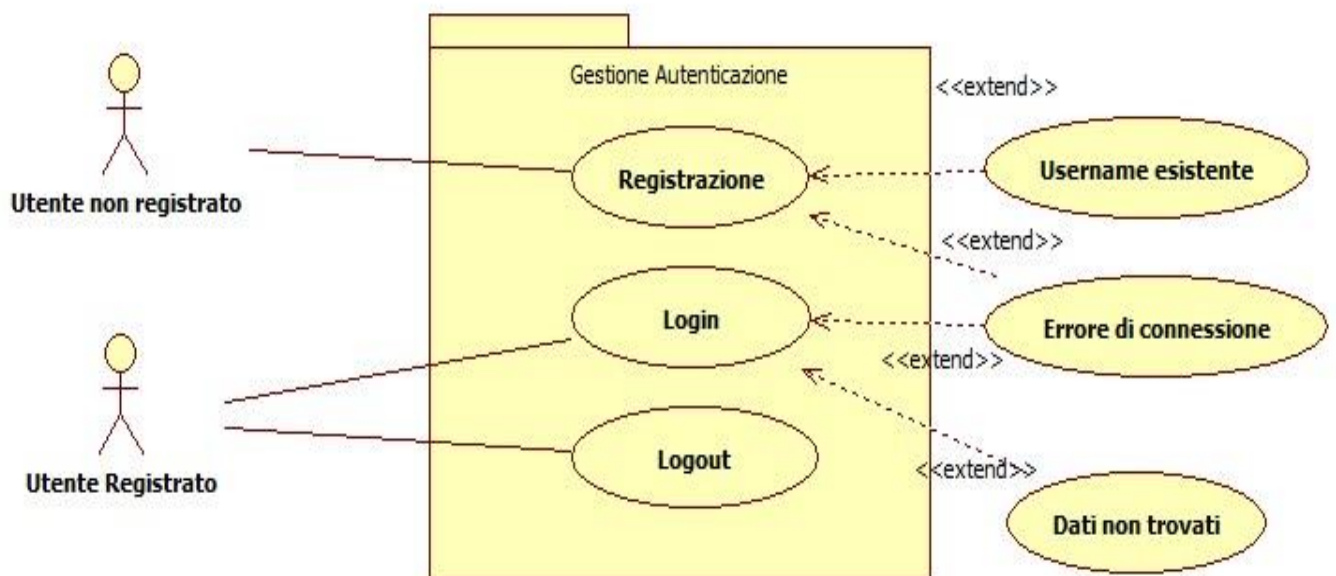 Gestione Autenticazione
<<extend>>
Registrazione
Username esistente
Utente non registrato
<<extend>>
Login
Errore di connessione
<<extend>>
Logout
<<extend>>
Utente Registrato
Dati non trovati